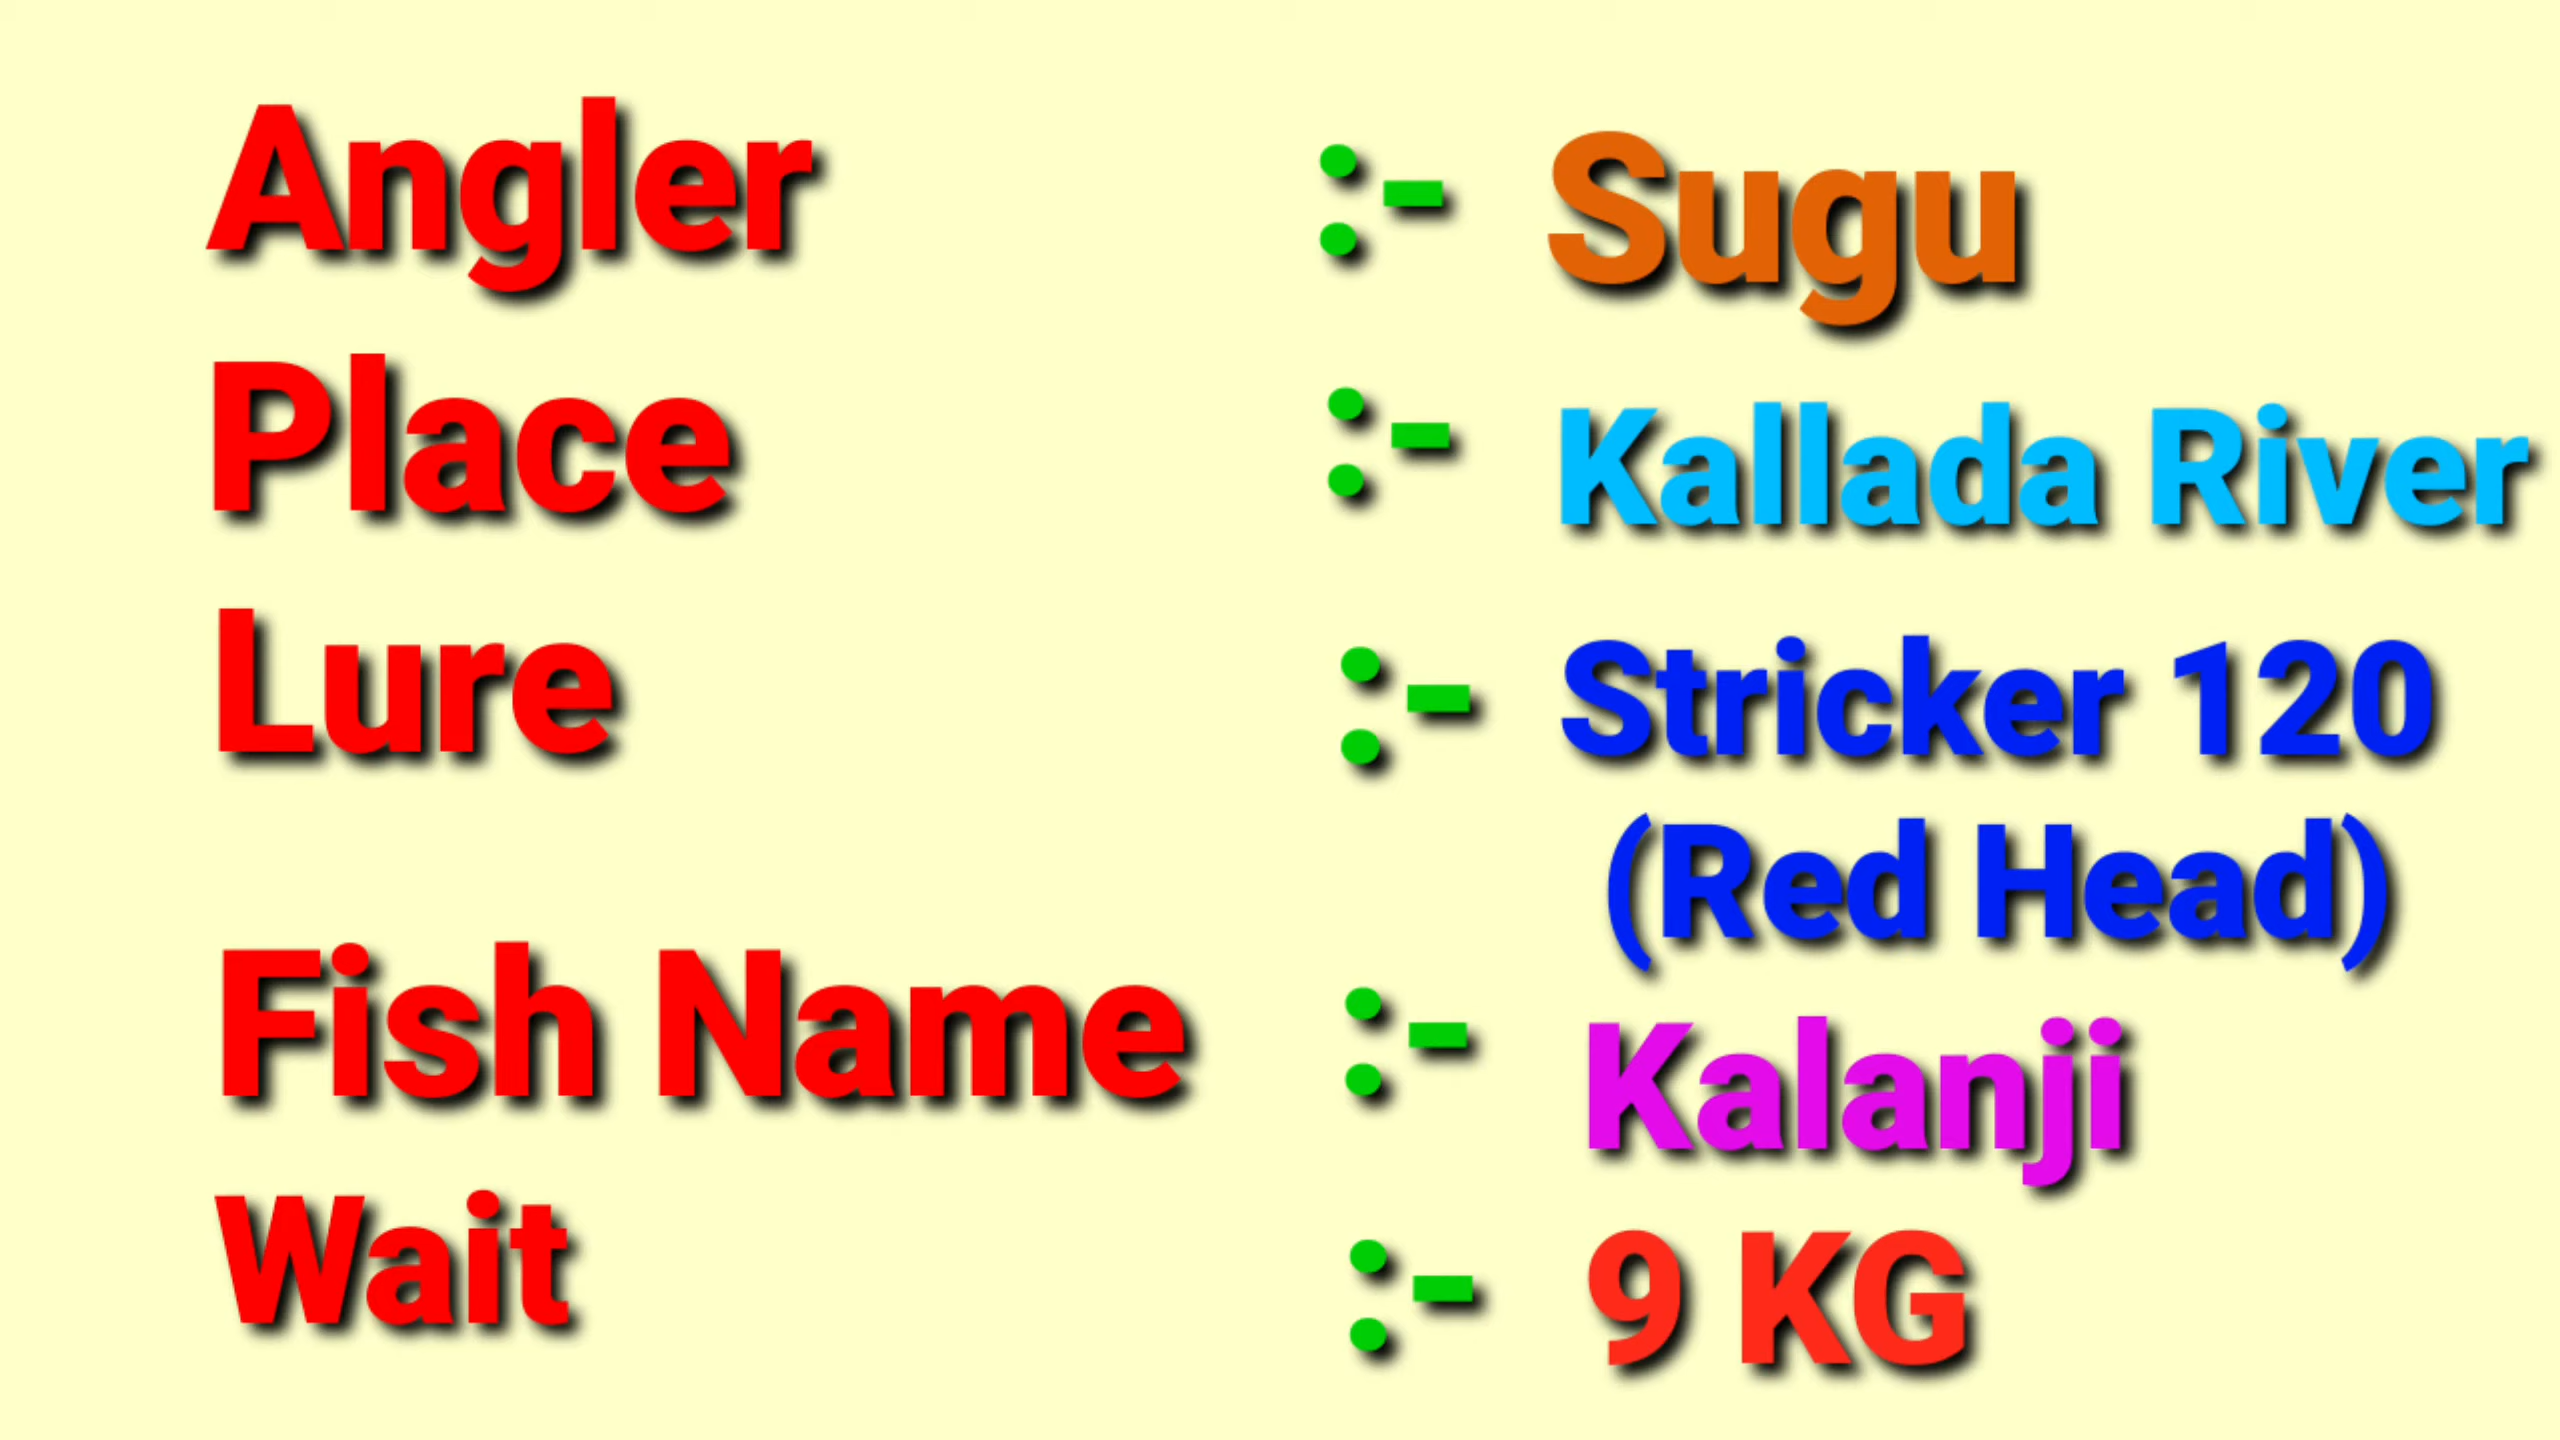 Angler :- Sugu
Place :- Kallada River
Lure :- Stricker 120
(Red Head)
Fish Name :- Kalanji
Wait :- 9 KG